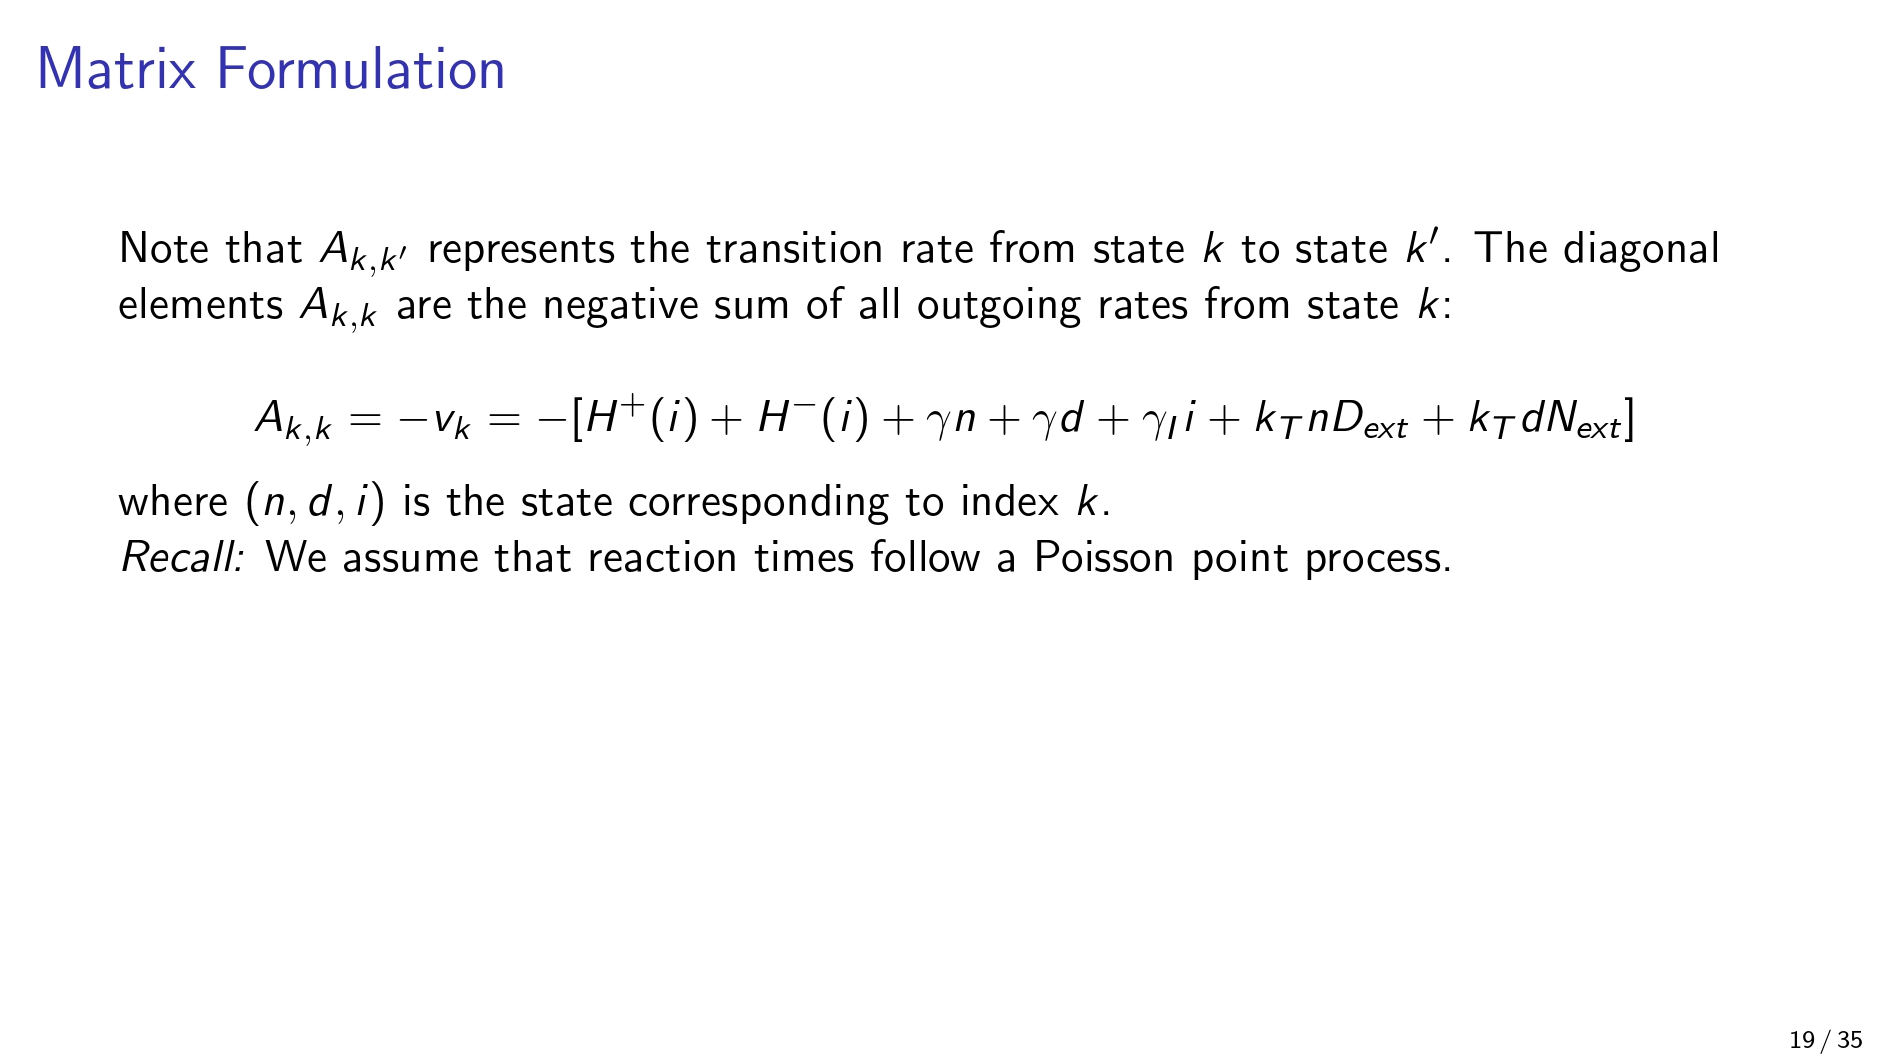 Matrix Formulation
Note that $A_{k,k'}$ represents the transition rate from state $k$ to state $k'$. The diagonal
elements $A_{k,k}$ are the negative sum of all outgoing rates from state $k$:
$A_{k,k} = -v_k = -[H^+(i) + H^-(i) + \gamma n + \gamma d + \gamma_I i + k_T n D_{ext} + k_T d N_{ext}]$
where $(n, d, i)$ is the state corresponding to index $k$.
Recall: We assume that reaction times follow a Poisson point process.
19 / 35